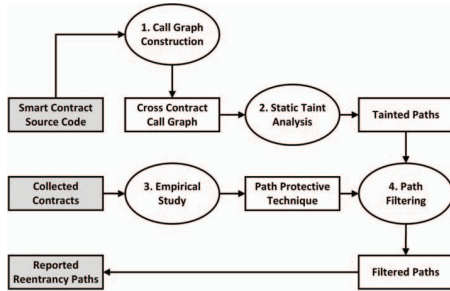 1. Call Graph
Construction
Smart Contract
Source Code
Cross Contract
Call Graph
2. Static Taint
Analysis
Tainted Paths
Collected
Contracts
3. Empirical
Study
Path Protective
Technique
4. Path
Filtering
Reported
Reentrancy Paths
Filtered Paths